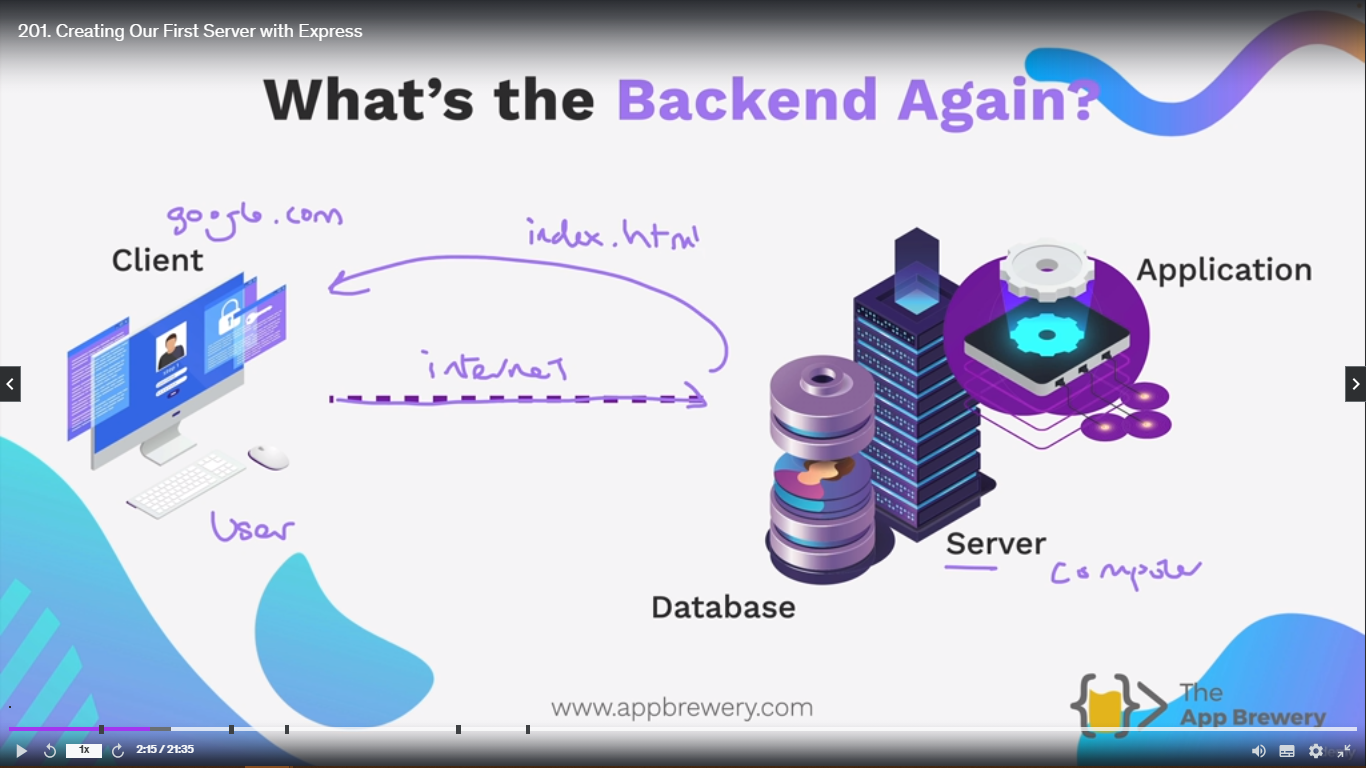 201. Creating Our First Server with Express
What's the Backend Again?
google.com
Client
index.html
Application
internet
User
Server
computer
Database
www.appbrewery.com
The
App Brewery
1x
2:15 / 21:35